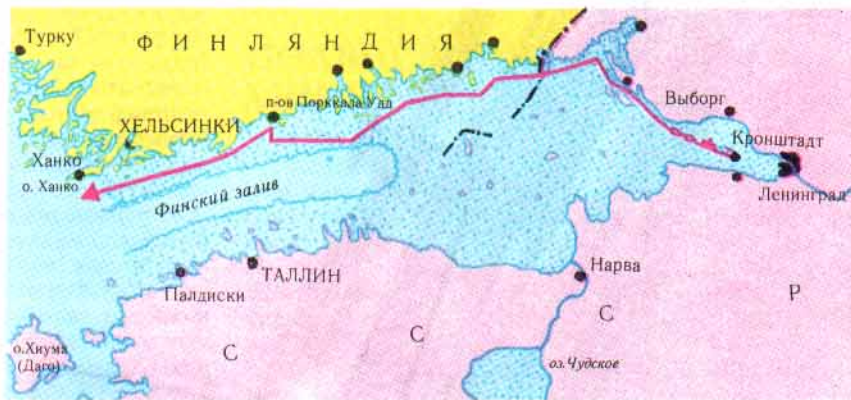 Турку
ФИНЛЯНДИЯ
п-ов Порккала-Удд
Выборг
ХЕЛЬСИНКИ
Кронштадт
Ханко
о. Ханко
Финский залив
Ленинград
ТАЛЛИН
Палдиски
Нарва
С С С Р
о.Хиума
(Даго)
оз. Чудское